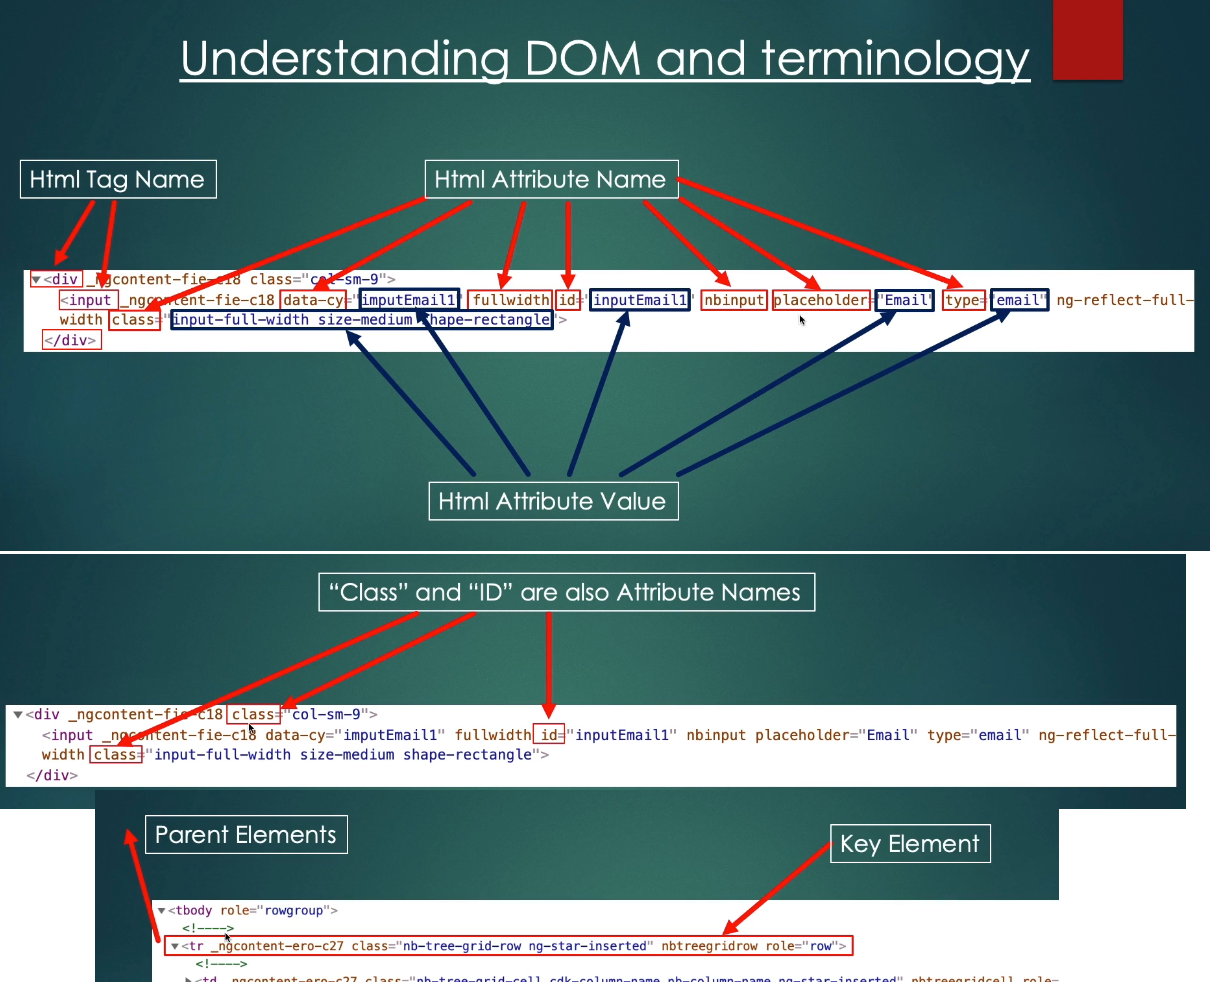 Understanding DOM and terminology
Html Tag Name
Html Attribute Name
▼<div _ngcontent-fie-c18 class="col-sm-9">
<input _ngcontent-fie-c18 data-cy="imputEmail1" fullwidth id="inputEmail1" nbinput placeholder="Email" type="email" ng-reflect-full-
width class="input-full-width size-medium shape-rectangle">
</div>
Html Attribute Value
“Class” and “ID” are also Attribute Names
▼<div _ngcontent-fie-c18 class="col-sm-9">
<input _ngcontent-fie-c18 data-cy="imputEmail1" fullwidth id="inputEmail1" nbinput placeholder="Email" type="email" ng-reflect-full-
width class="input-full-width size-medium shape-rectangle">
</div>
Parent Elements
Key Element
▼<tbody role="rowgroup">
<!---->
▼<tr _ngcontent-ero-c27 class="nb-tree-grid-row ng-star-inserted" nbtreegridrow role="row">
<!---->
▶<td _ngcontent-ero-c27 class="nb-tree-grid-cell cdk-column-name nb-column-name ng-star-inserted" nbtreegridcell role=